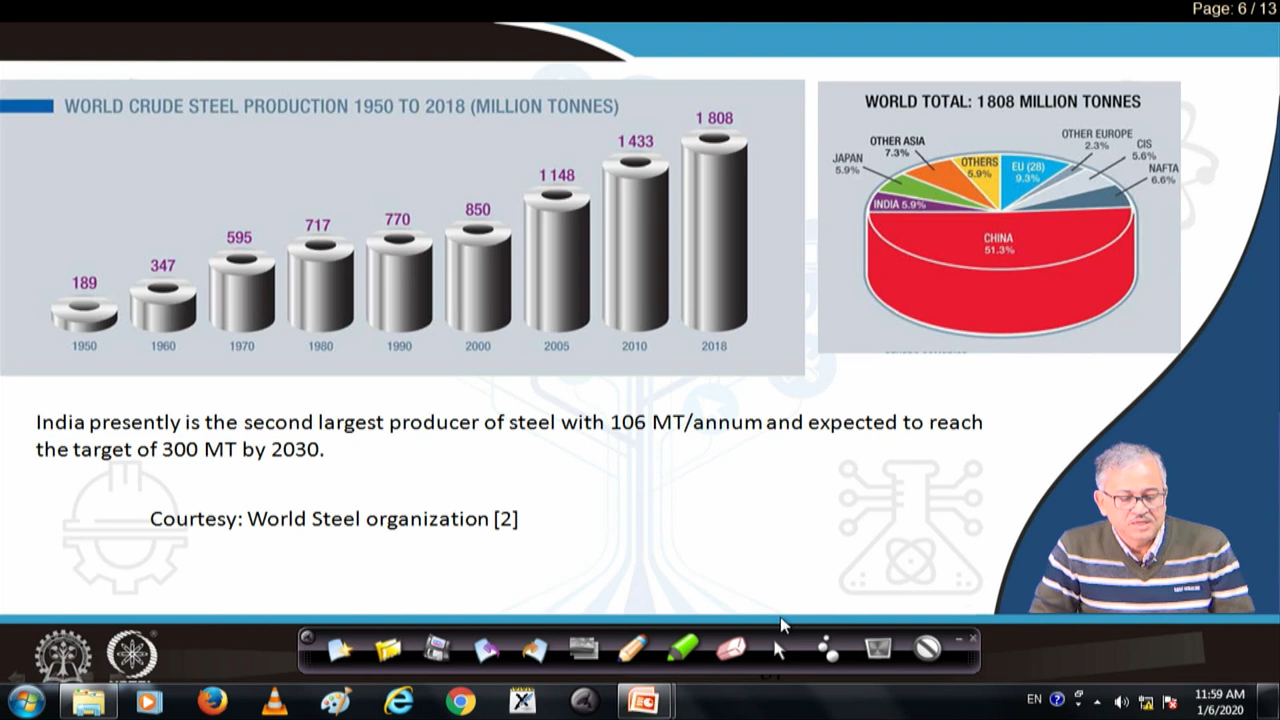 Page: 6 / 13
WORLD CRUDE STEEL PRODUCTION 1950 TO 2018 (MILLION TONNES)
189
347
595
717
770
850
1 148
1 433
1 808
1950
1960
1970
1980
1990
2000
2005
2010
2018
WORLD TOTAL: 1 808 MILLION TONNES
OTHER EUROPE
2.3%
CIS
5.6%
NAFTA
6.6%
OTHER ASIA
7.3%
JAPAN
5.9%
OTHERS
5.9%
EU (28)
9.3%
INDIA 5.9%
CHINA
51.3%
India presently is the second largest producer of steel with 106 MT/annum and expected to reach
the target of 300 MT by 2030.
Courtesy: World Steel organization [2]
EN
11:59 AM
1/6/2020